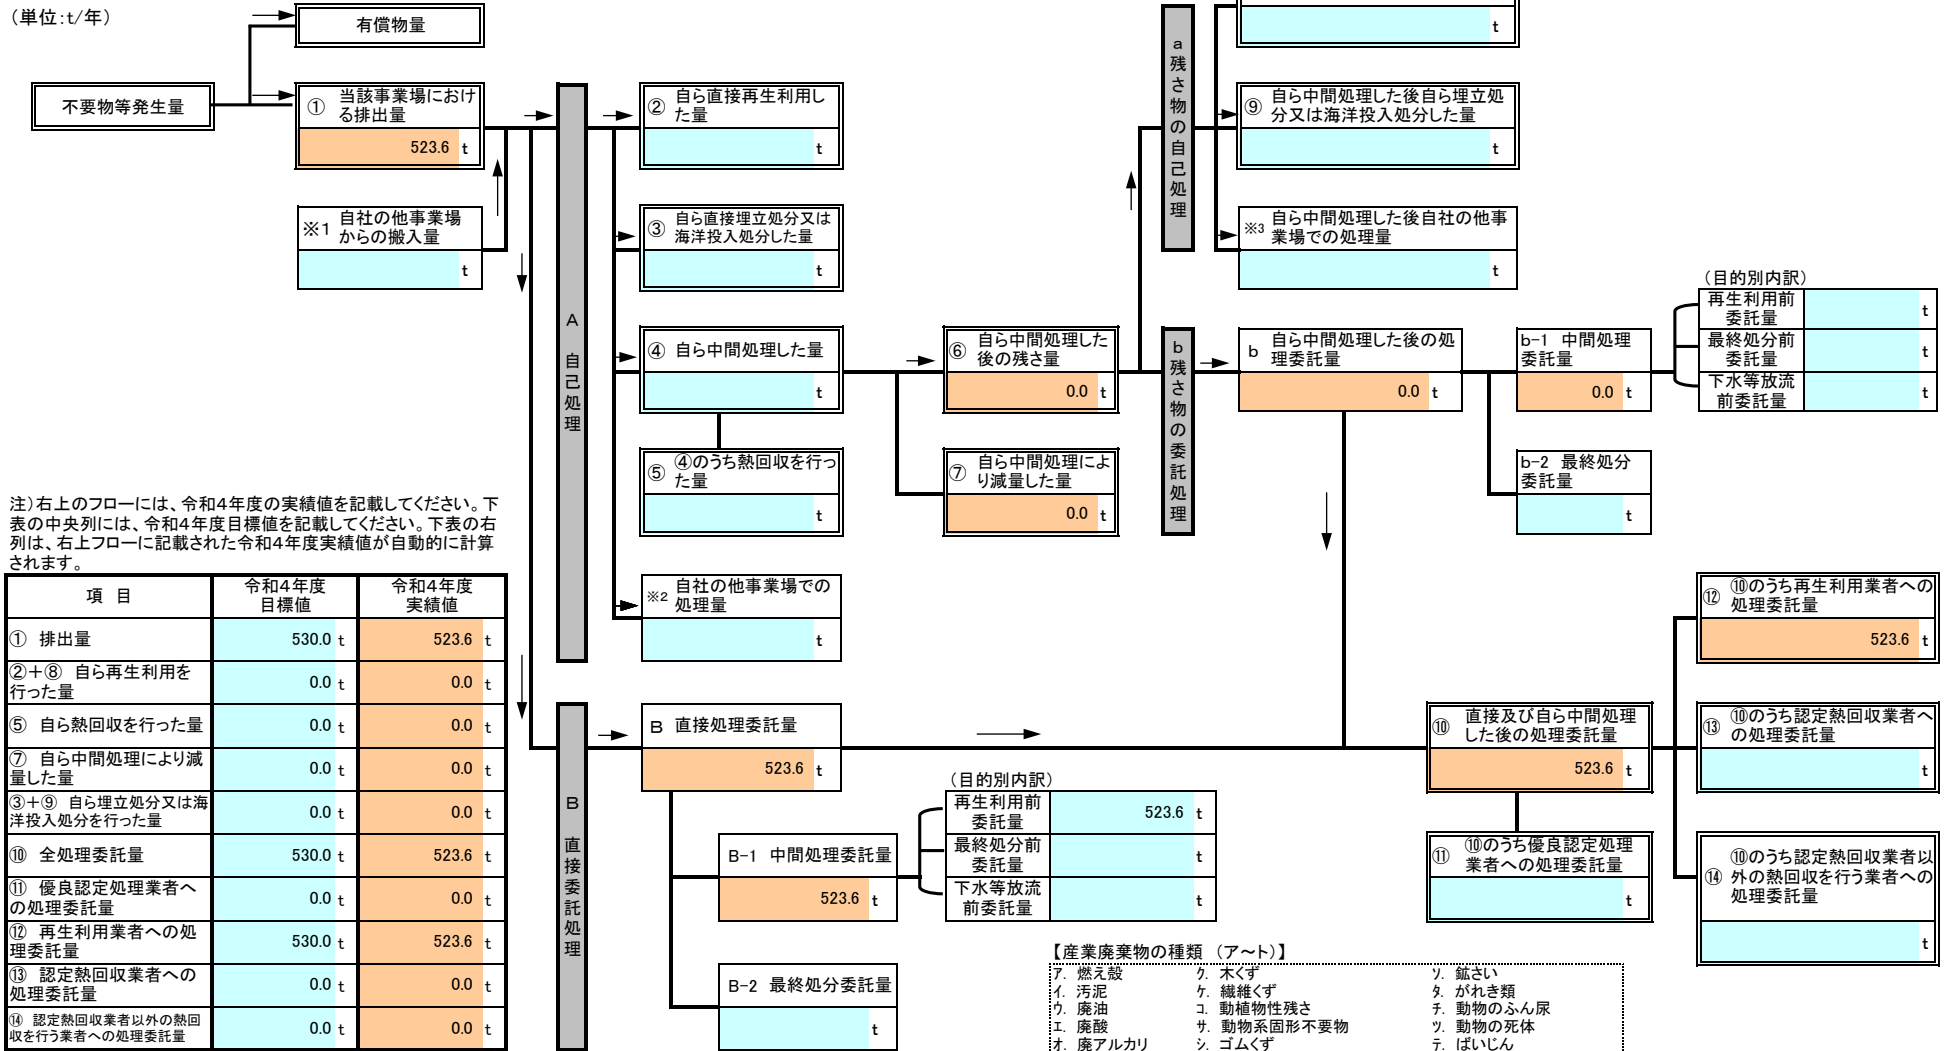 （単位：t/年）
有償物量
不要物等発生量
① 当該事業場におけ
る排出量
523.6 t
※1 自社の他事業場
からの搬入量
t
A 自己処理
② 自ら直接再生利用し
た量
t
③ 自ら直接埋立処分又は
海洋投入処分した量
t
④ 自ら中間処理した量
t
⑤ ④のうち熱回収を行っ
た量
t
※2 自社の他事業場での
処理量
t
⑥ 自ら中間処理した
後の残さ量
0.0 t
⑦ 自ら中間処理によ
り減量した量
0.0 t
a 残さ物の自己処理
t
⑨ 自ら中間処理した後自ら埋立処
分又は海洋投入処分した量
t
※3 自ら中間処理した後自社の他事
業場での処理量
t
b 残さ物の委託処理
b 自ら中間処理した後の処
理委託量
0.0 t
b-1 中間処理
委託量
0.0 t
b-2 最終処分
委託量
t
（目的別内訳）
再生利用前
委託量
t
最終処分前
委託量
t
下水等放流
前委託量
t
注）右上のフローには、令和４年度の実績値を記載してください。下
表の中央列には、令和４年度目標値を記載してください。下表の右
列は、右上フローに記載された令和４年度実績値が自動的に計算
されます。
項 目 令和４年度 目標値 令和４年度 実績値
① 排出量 530.0 t 523.6 t
②＋⑧ 自ら再生利用を
行った量 0.0 t 0.0 t
⑤ 自ら熱回収を行った量 0.0 t 0.0 t
⑦ 自ら中間処理により減
量した量 0.0 t 0.0 t
③＋⑨ 自ら埋立処分又は海
洋投入処分を行った量 0.0 t 0.0 t
⑩ 全処理委託量 530.0 t 523.6 t
⑪ 優良認定処理業者へ
の処理委託量 0.0 t 0.0 t
⑫ 再生利用業者への処
理委託量 530.0 t 523.6 t
⑬ 認定熱回収業者への
処理委託量 0.0 t 0.0 t
⑭ 認定熱回収業者以外の熱回
収を行う業者への処理委託量 0.0 t 0.0 t
B 直接委託処理
B 直接処理委託量
523.6 t
B-1 中間処理委託量
523.6 t
B-2 最終処分委託量
t
（目的別内訳）
再生利用前
委託量
523.6 t
最終処分前
委託量
t
下水等放流
前委託量
t
⑩ 直接及び自ら中間処理
した後の処理委託量
523.6 t
⑪ ⑩のうち優良認定処理
業者への処理委託量
t
⑫ ⑩のうち再生利用業者への
処理委託量
523.6 t
⑬ ⑩のうち認定熱回収業者へ
の処理委託量
t
⑭ ⑩のうち認定熱回収業者以
外の熱回収を行う業者への
処理委託量
t
【産業廃棄物の種類 （ア～ト）】
ア. 燃え殻 ク. 木くず ソ. 鉱さい
イ. 汚泥 ケ. 繊維くず タ. がれき類
ウ. 廃油 コ. 動植物性残さ チ. 動物のふん尿
エ. 廃酸 サ. 動物系固形不要物 ツ. 動物の死体
オ. 廃アルカリ シ. ゴムくず テ. ばいじん